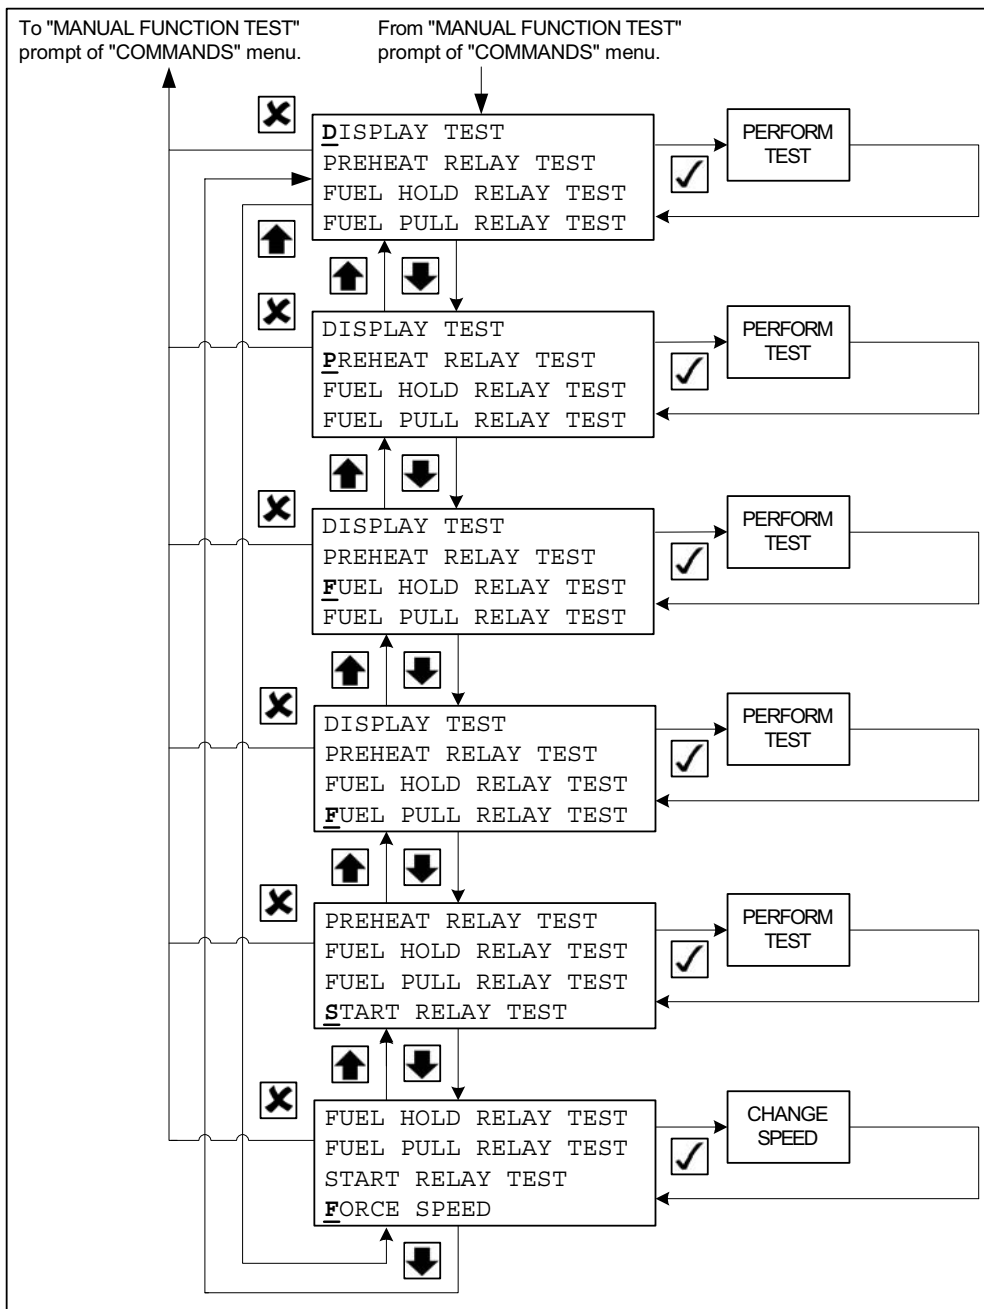 To "MANUAL FUNCTION TEST"
prompt of "COMMANDS" menu.
From "MANUAL FUNCTION TEST"
prompt of "COMMANDS" menu.
DISPLAY TEST
PREHEAT RELAY TEST
FUEL HOLD RELAY TEST
FUEL PULL RELAY TEST
PERFORM
TEST
DISPLAY TEST
PREHEAT RELAY TEST
FUEL HOLD RELAY TEST
FUEL PULL RELAY TEST
PERFORM
TEST
DISPLAY TEST
PREHEAT RELAY TEST
FUEL HOLD RELAY TEST
FUEL PULL RELAY TEST
PERFORM
TEST
DISPLAY TEST
PREHEAT RELAY TEST
FUEL HOLD RELAY TEST
FUEL PULL RELAY TEST
PERFORM
TEST
PREHEAT RELAY TEST
FUEL HOLD RELAY TEST
FUEL PULL RELAY TEST
START RELAY TEST
PERFORM
TEST
FUEL HOLD RELAY TEST
FUEL PULL RELAY TEST
START RELAY TEST
FORCE SPEED
CHANGE
SPEED